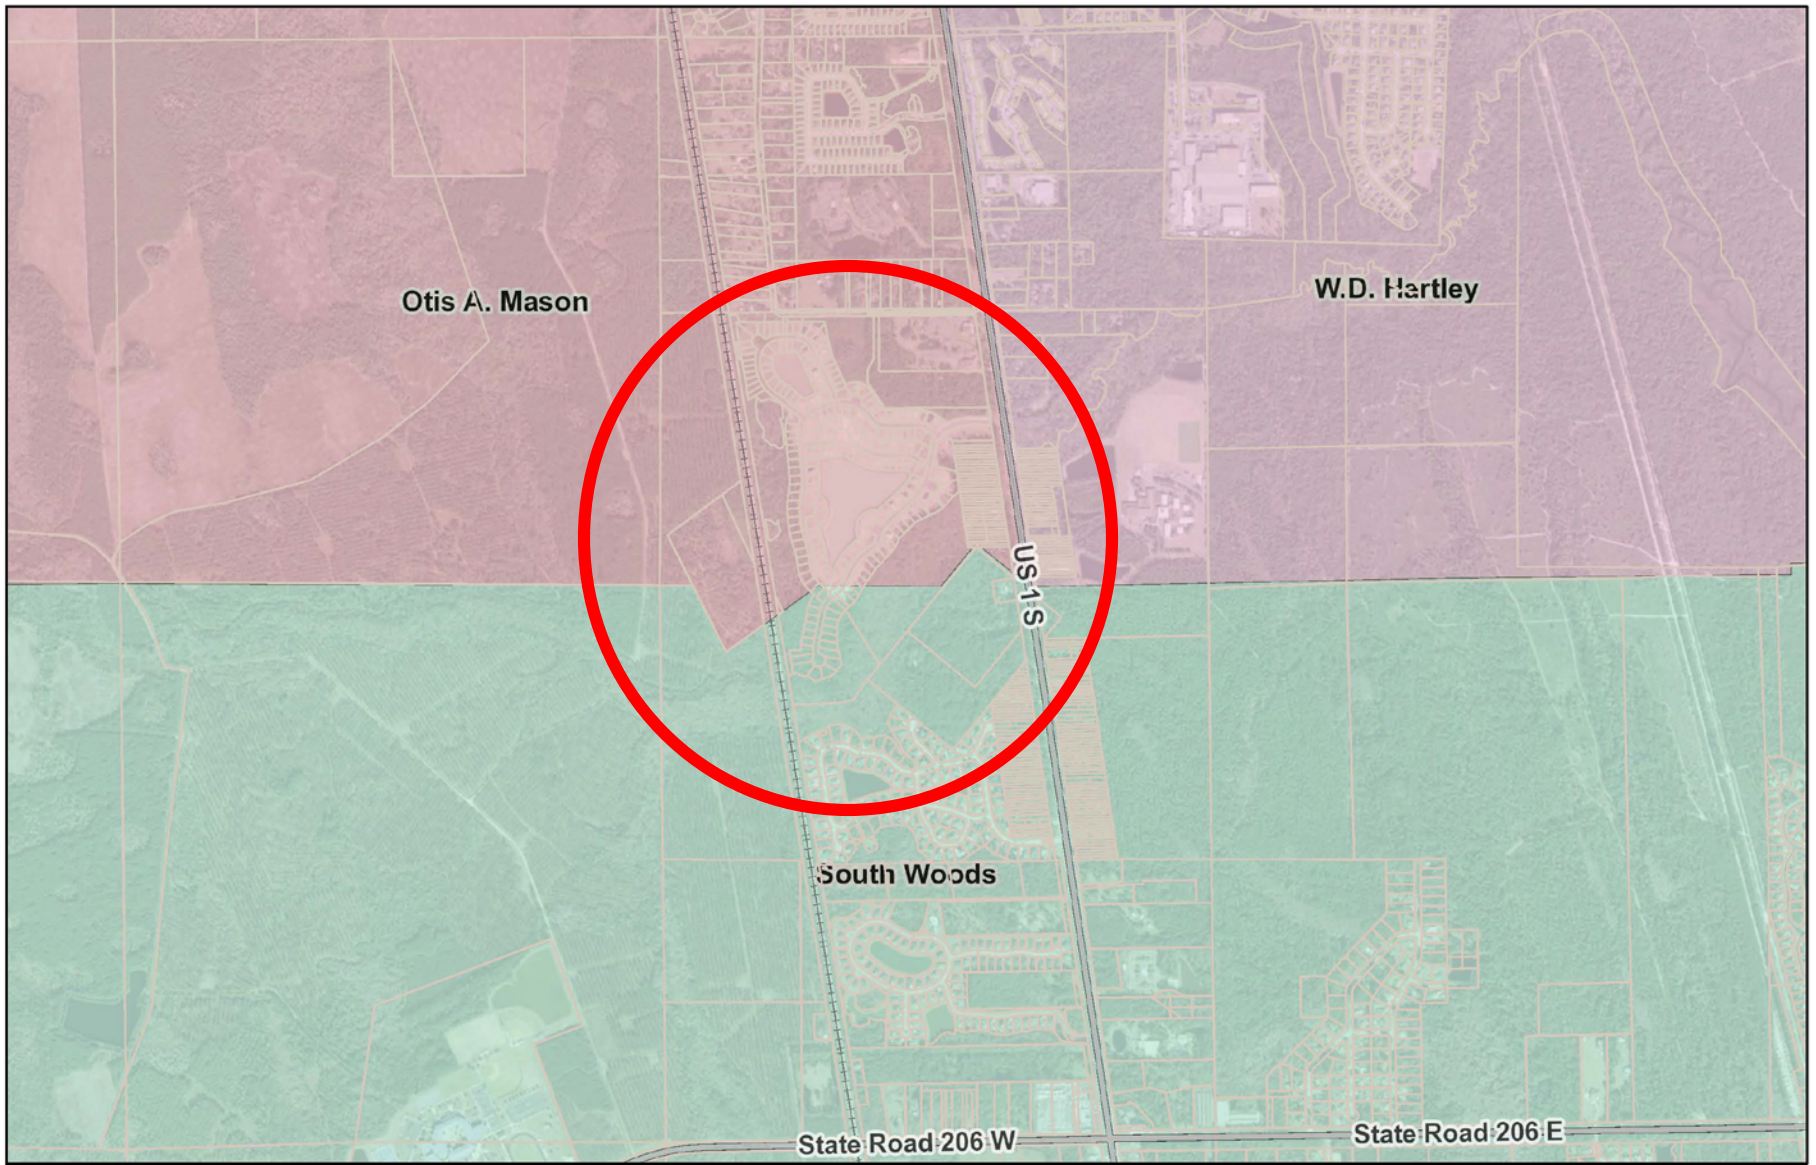 W.D. Hartley
Otis A. Mason
US 1 S
South Woods
State Road 206 W
State Road 206 E